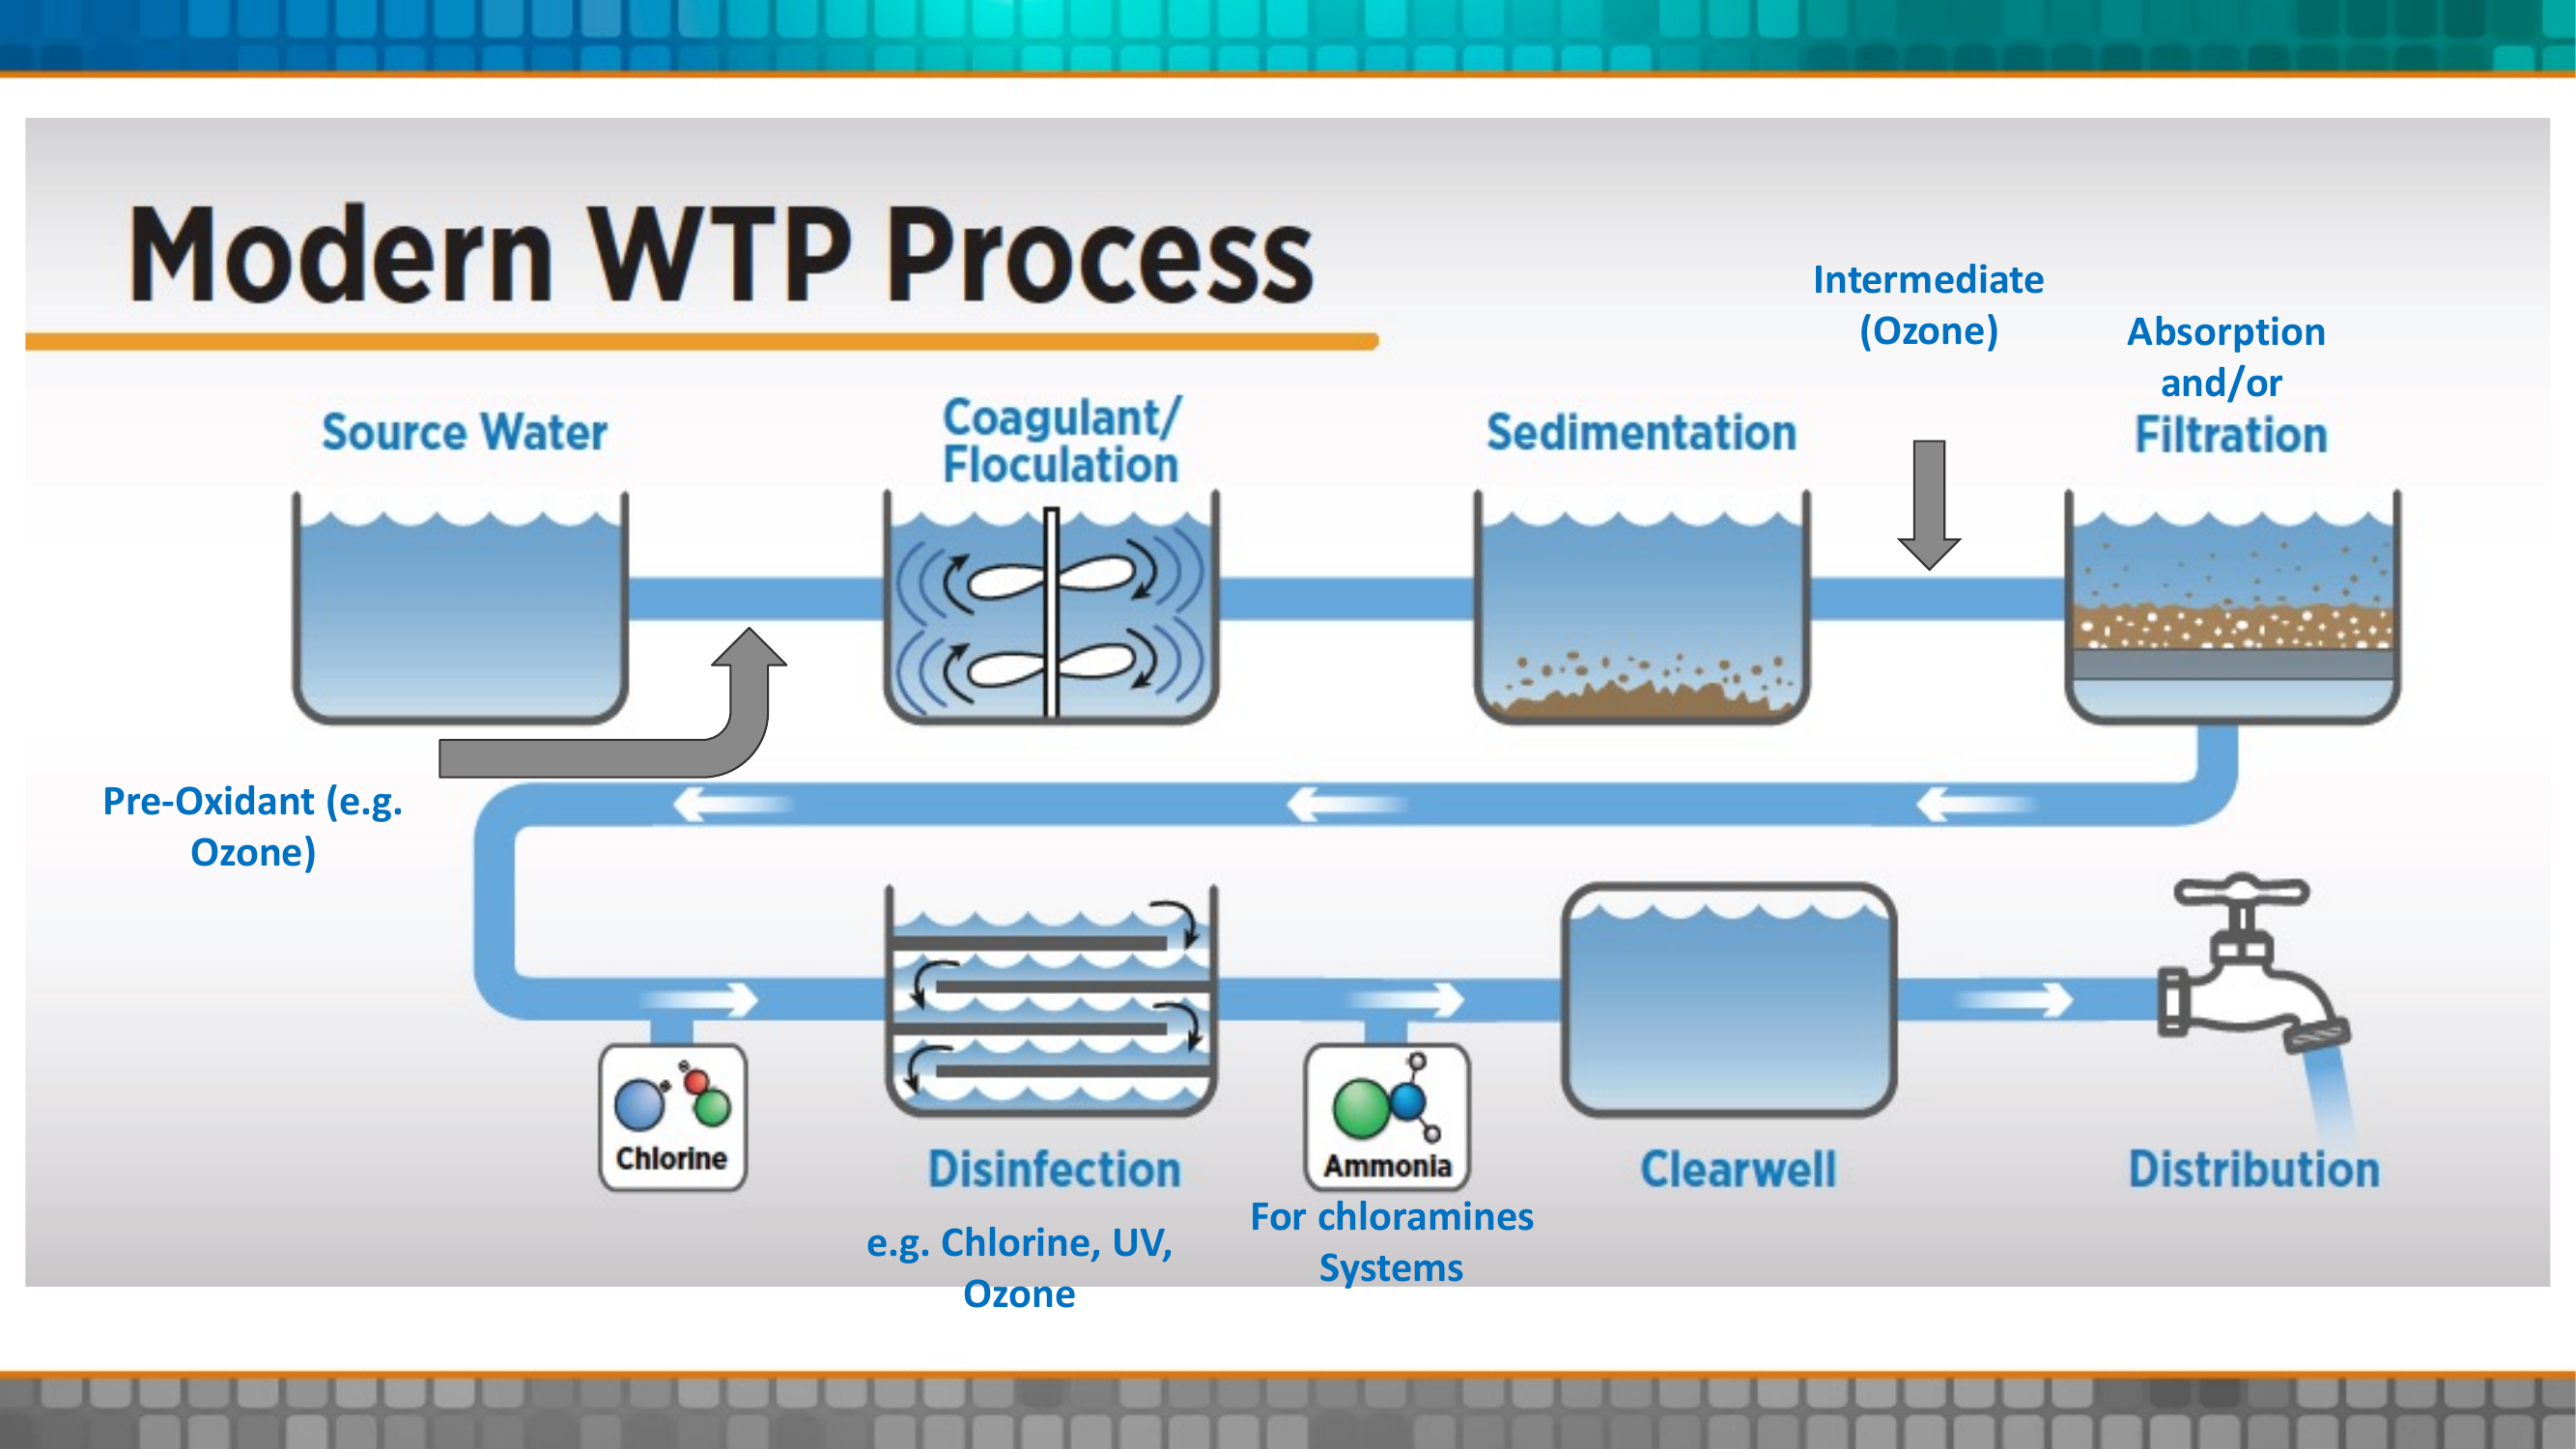 Modern WTP Process
Intermediate
(Ozone)
Absorption
and/or
Filtration
Source Water
Coagulant/
Floculation
Sedimentation
Pre-Oxidant (e.g.
Ozone)
Chlorine
Disinfection
e.g. Chlorine, UV,
Ozone
Ammonia
For chloramines
Systems
Clearwell
Distribution